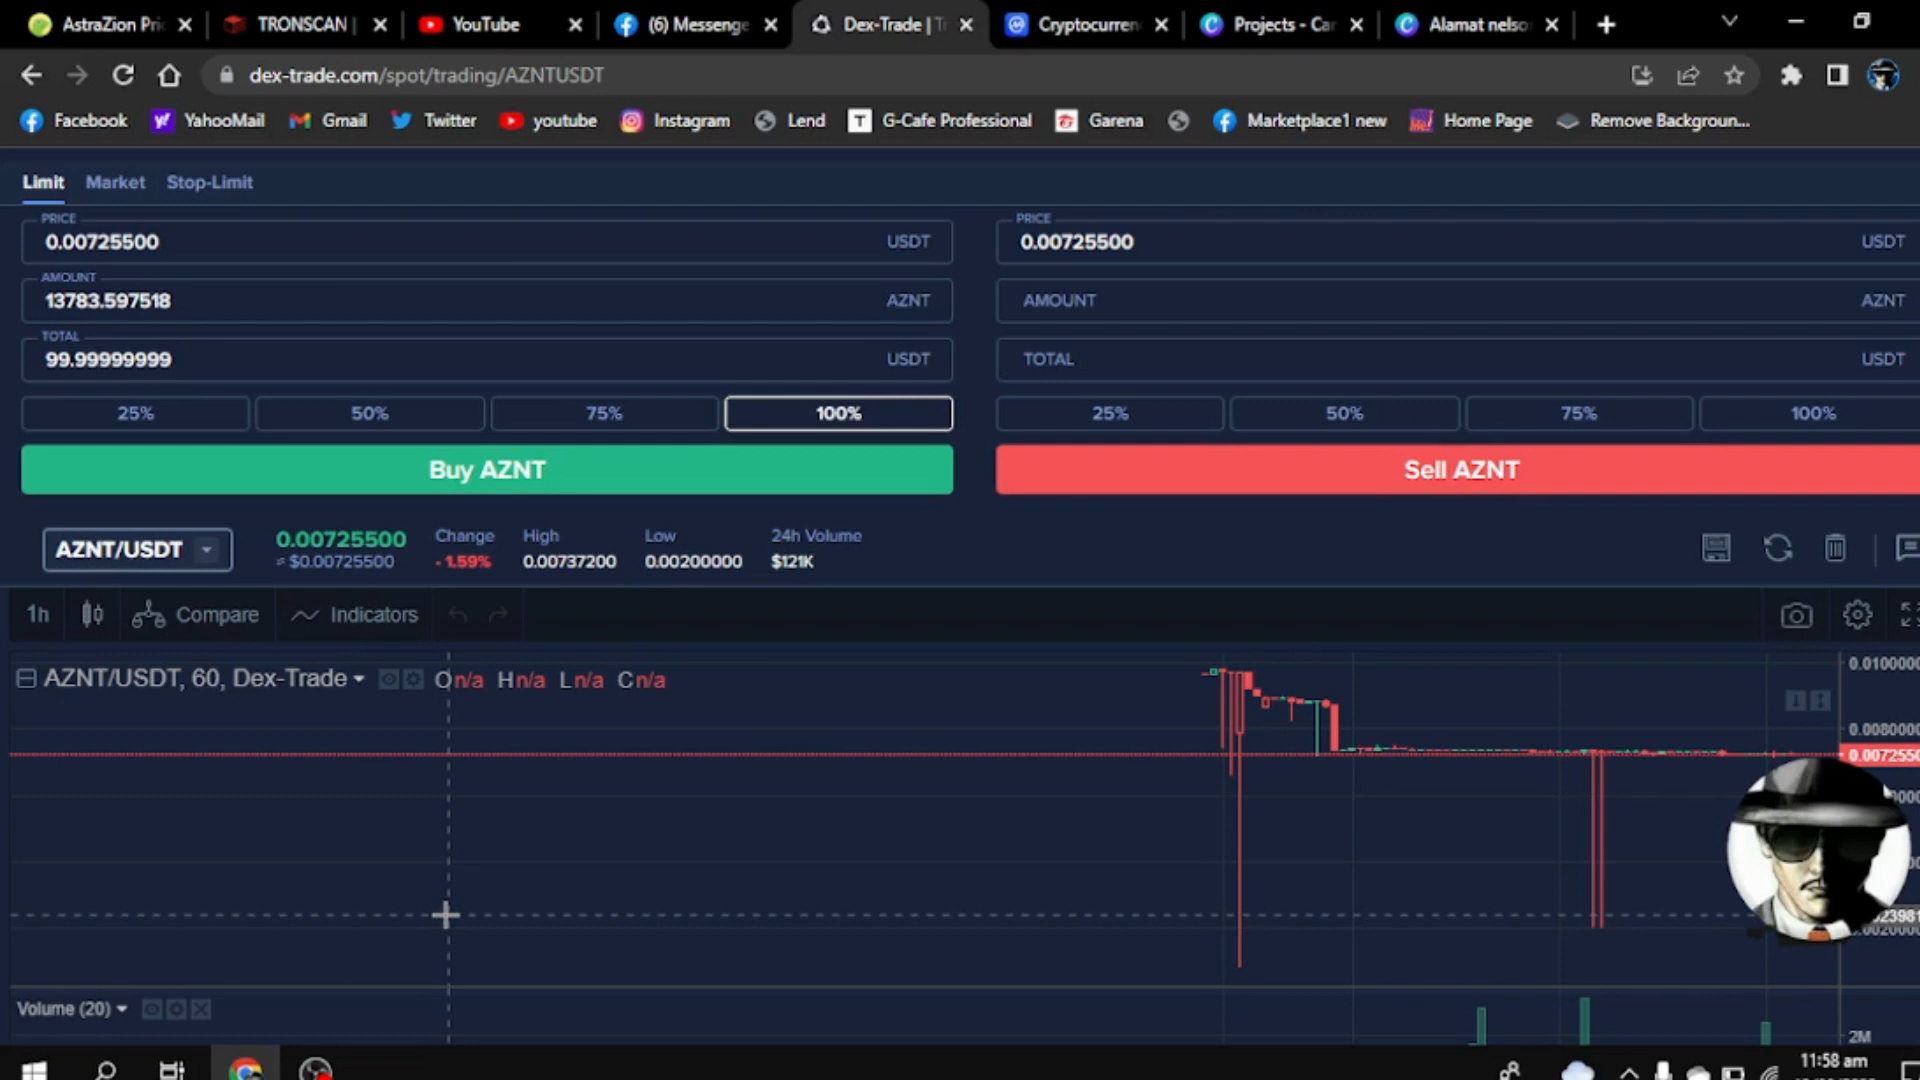 AstraZion Pri
TRONSCAN |
YouTube
(6) Messenge
Dex-Trade | T
Cryptocurren
Projects - Car
Alamat nelso
dex-trade.com/spot/trading/AZNTUSDT
Facebook
YahooMail
Gmail
Twitter
youtube
Instagram
Lend
G-Cafe Professional
Garena
Marketplace1 new
Home Page
Remove Backgroun...
Limit Market Stop-Limit
PRICE
0.00725500 USDT
AMOUNT
13783.597518 AZNT
TOTAL
99.99999999 USDT
25% 50% 75% 100%
Buy AZNT
PRICE
0.00725500 USDT
AMOUNT AZNT
TOTAL USDT
25% 50% 75% 100%
Sell AZNT
AZNT/USDT
0.00725500
≈ $0.00725500
Change
- 1.59%
High
0.00737200
Low
0.00200000
24h Volume
$121K
1h Compare Indicators
AZNT/USDT, 60, Dex-Trade On/a Hn/a Ln/a Cn/a
0.0100000
0.0080000
0.0072550
Volume (20)
2M
11:58 am